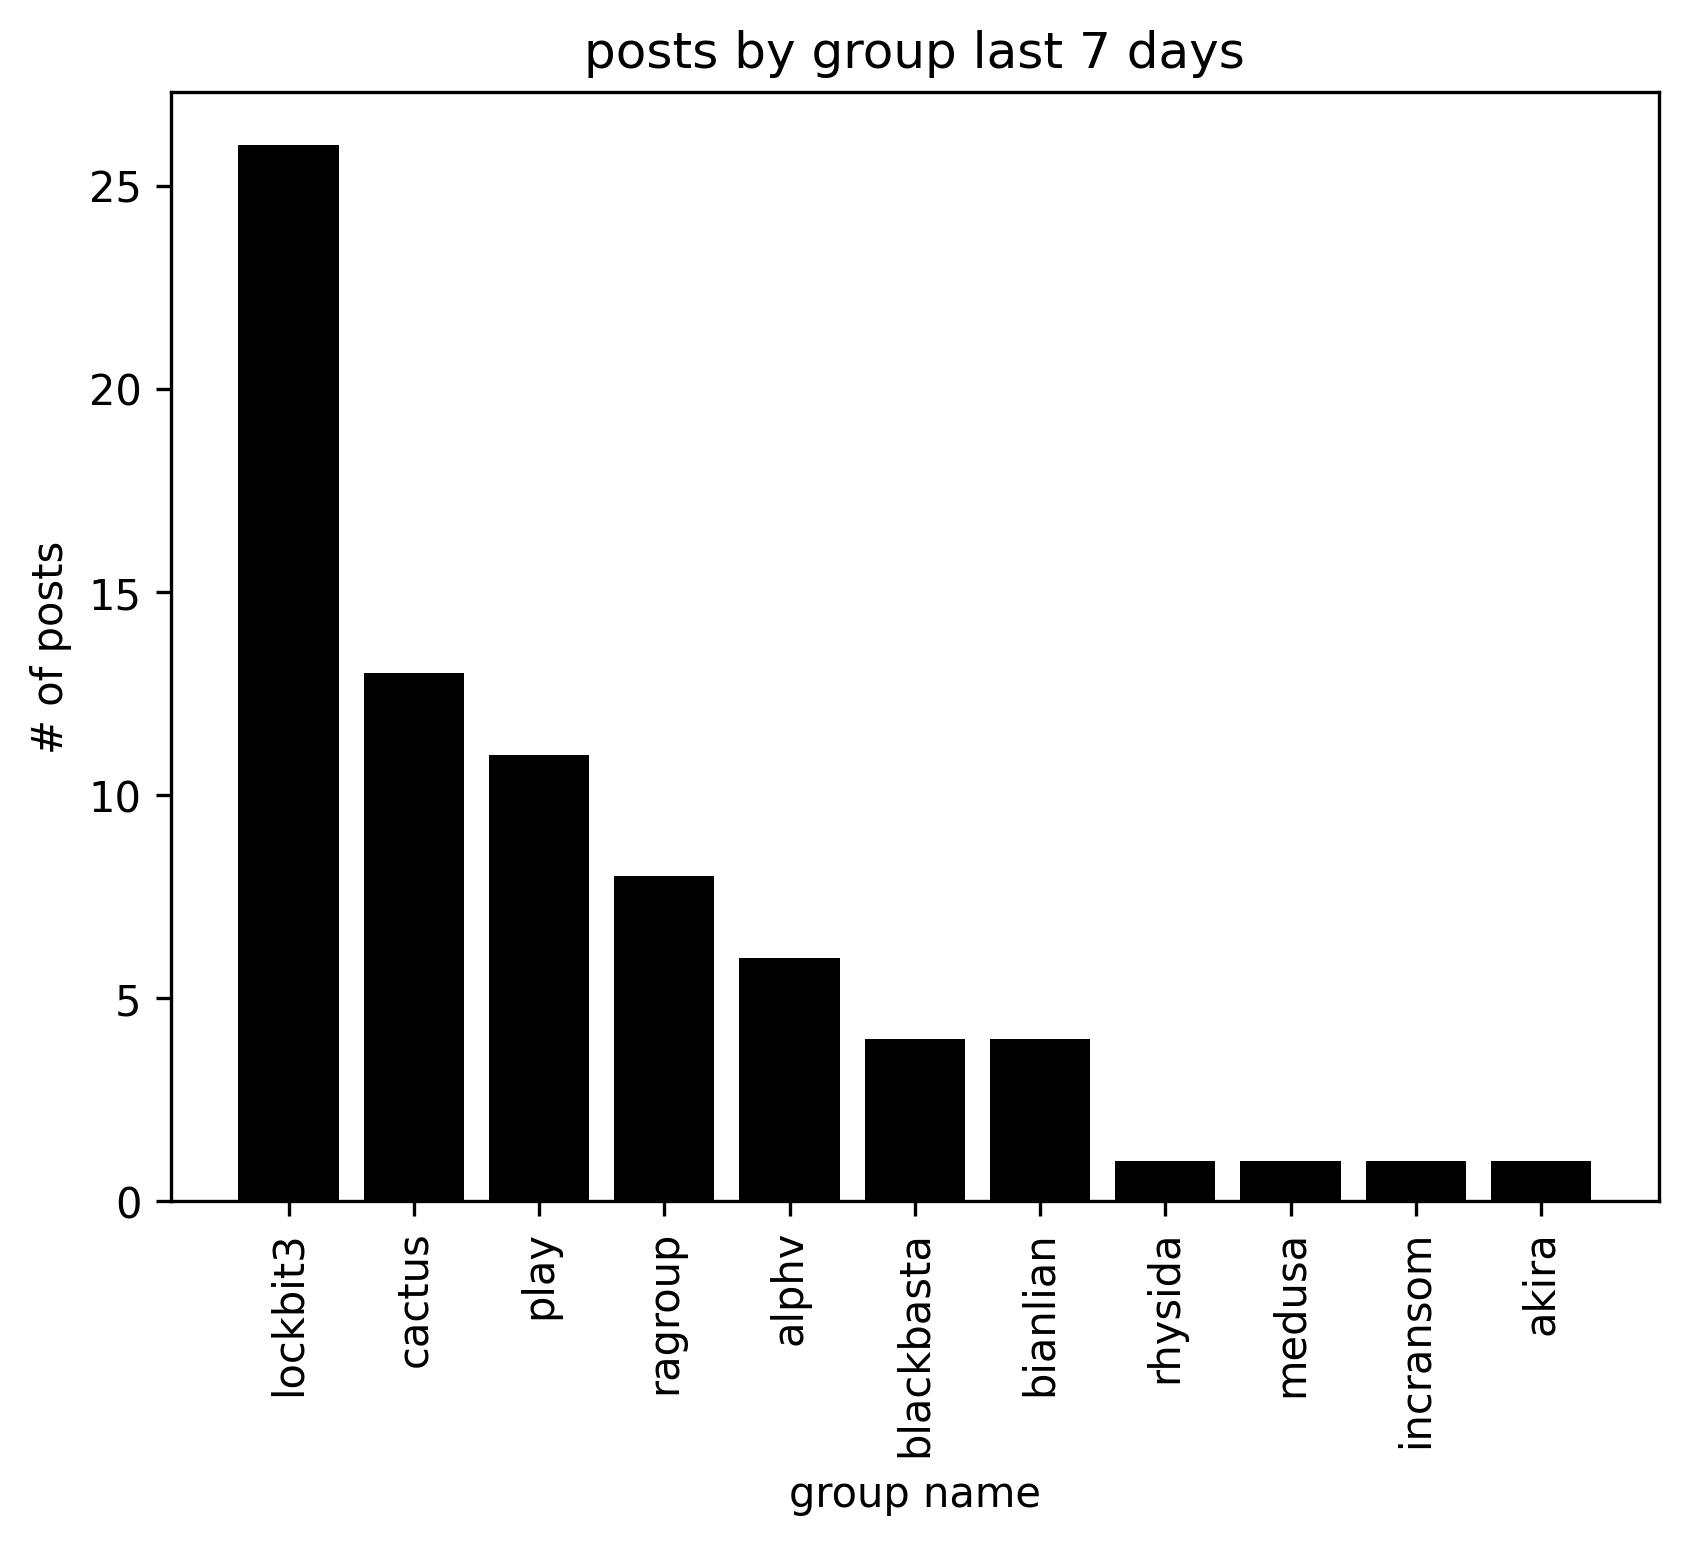 posts by group last 7 days
# of posts
25
20
15
10
5
0
lockbit3
cactus
play
ragroup
alphv
blackbasta
bianlian
rhysida
medusa
incransom
akira
group name